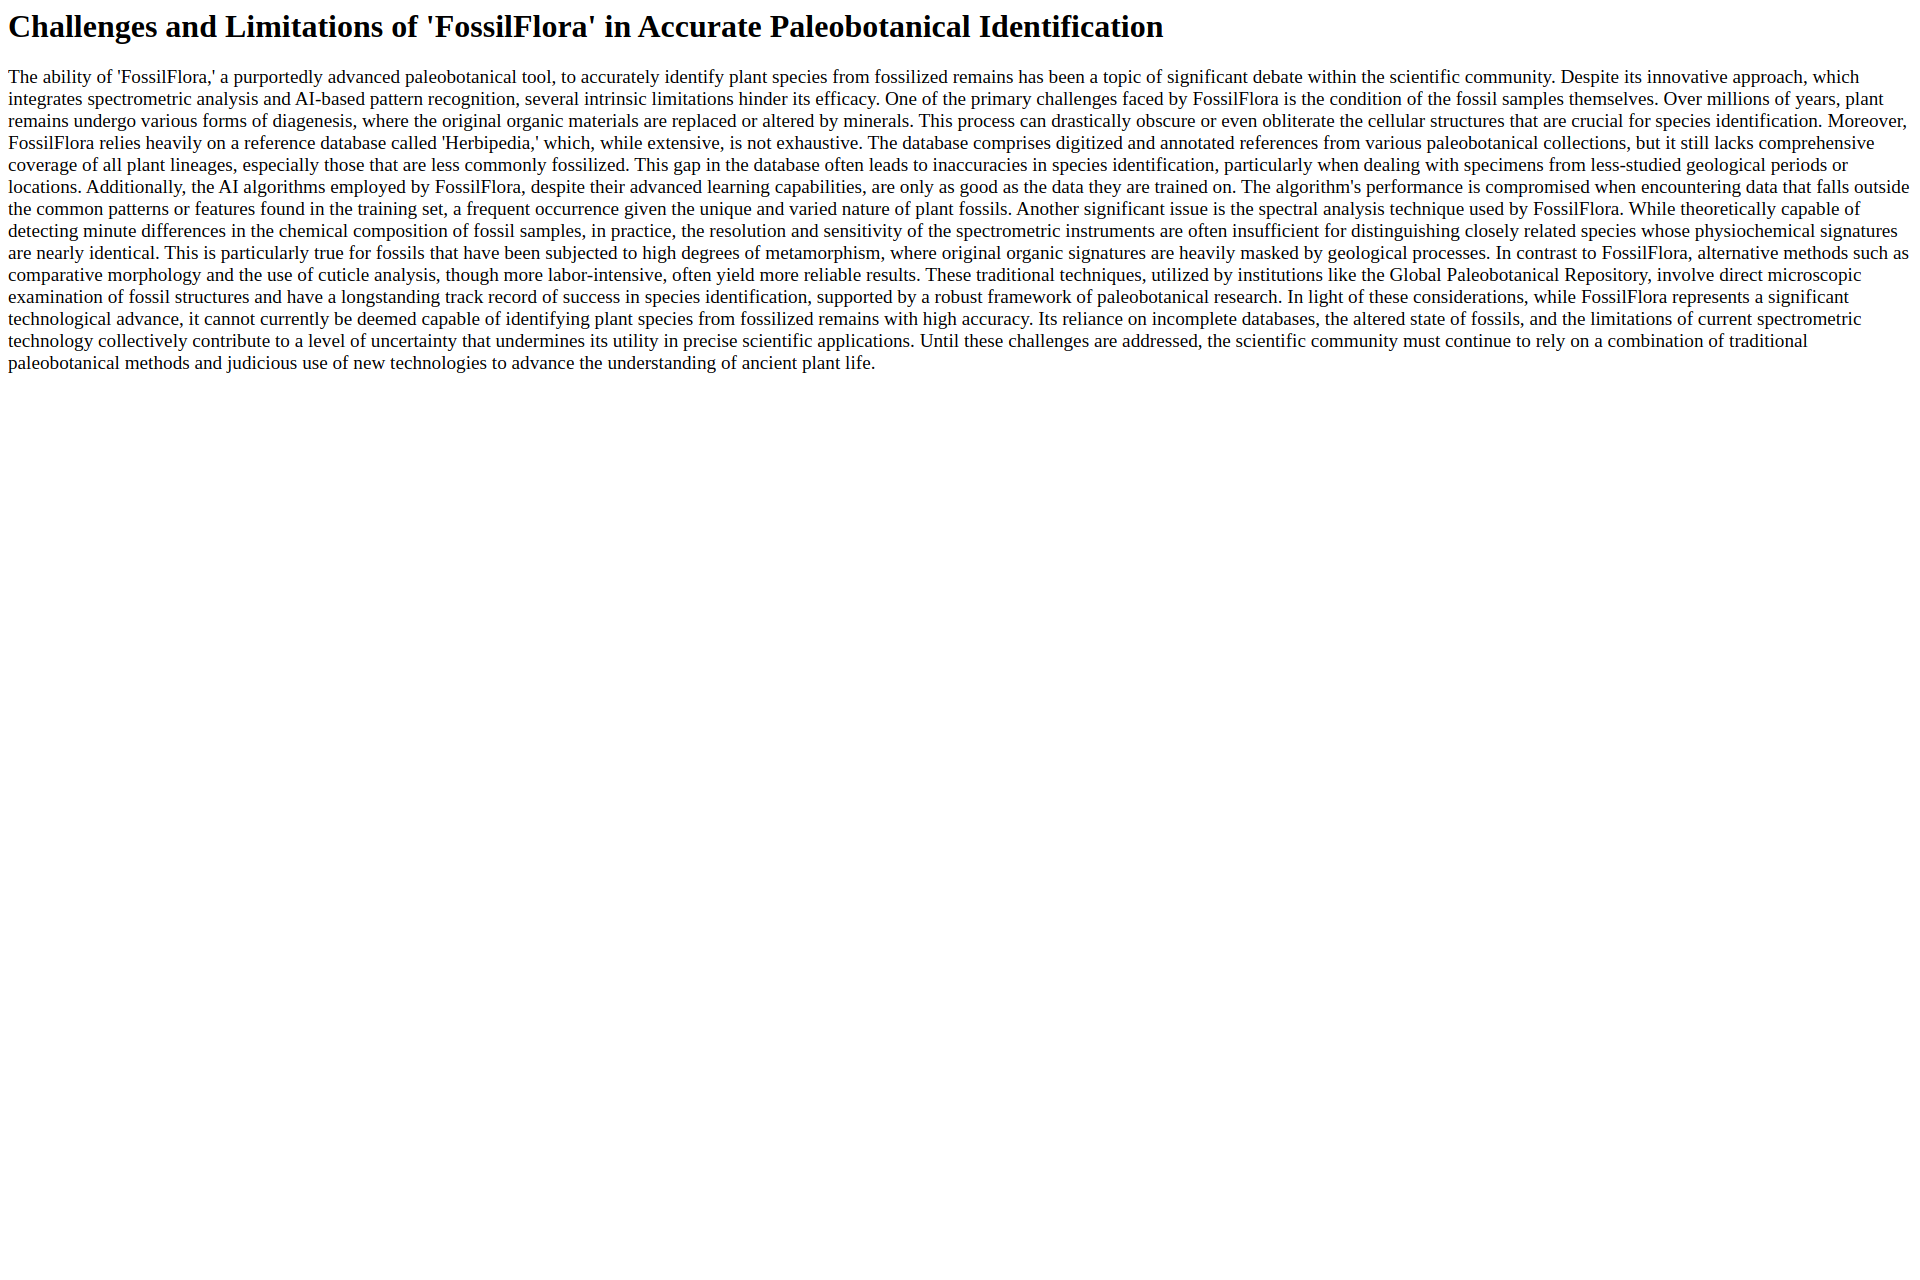 Challenges and Limitations of 'FossilFlora' in Accurate Paleobotanical Identification
The ability of 'FossilFlora,' a purportedly advanced paleobotanical tool, to accurately identify plant species from fossilized remains has been a topic of significant debate within the scientific community. Despite its innovative approach, which
integrates spectrometric analysis and AI-based pattern recognition, several intrinsic limitations hinder its efficacy. One of the primary challenges faced by FossilFlora is the condition of the fossil samples themselves. Over millions of years, plant
remains undergo various forms of diagenesis, where the original organic materials are replaced or altered by minerals. This process can drastically obscure or even obliterate the cellular structures that are crucial for species identification. Moreover,
FossilFlora relies heavily on a reference database called 'Herbipedia,' which, while extensive, is not exhaustive. The database comprises digitized and annotated references from various paleobotanical collections, but it still lacks comprehensive
coverage of all plant lineages, especially those that are less commonly fossilized. This gap in the database often leads to inaccuracies in species identification, particularly when dealing with specimens from less-studied geological periods or
locations. Additionally, the AI algorithms employed by FossilFlora, despite their advanced learning capabilities, are only as good as the data they are trained on. The algorithm's performance is compromised when encountering data that falls outside
the common patterns or features found in the training set, a frequent occurrence given the unique and varied nature of plant fossils. Another significant issue is the spectral analysis technique used by FossilFlora. While theoretically capable of
detecting minute differences in the chemical composition of fossil samples, in practice, the resolution and sensitivity of the spectrometric instruments are often insufficient for distinguishing closely related species whose physiochemical signatures
are nearly identical. This is particularly true for fossils that have been subjected to high degrees of metamorphism, where original organic signatures are heavily masked by geological processes. In contrast to FossilFlora, alternative methods such as
comparative morphology and the use of cuticle analysis, though more labor-intensive, often yield more reliable results. These traditional techniques, utilized by institutions like the Global Paleobotanical Repository, involve direct microscopic
examination of fossil structures and have a longstanding track record of success in species identification, supported by a robust framework of paleobotanical research. In light of these considerations, while FossilFlora represents a significant
technological advance, it cannot currently be deemed capable of identifying plant species from fossilized remains with high accuracy. Its reliance on incomplete databases, the altered state of fossils, and the limitations of current spectrometric
technology collectively contribute to a level of uncertainty that undermines its utility in precise scientific applications. Until these challenges are addressed, the scientific community must continue to rely on a combination of traditional
paleobotanical methods and judicious use of new technologies to advance the understanding of ancient plant life.